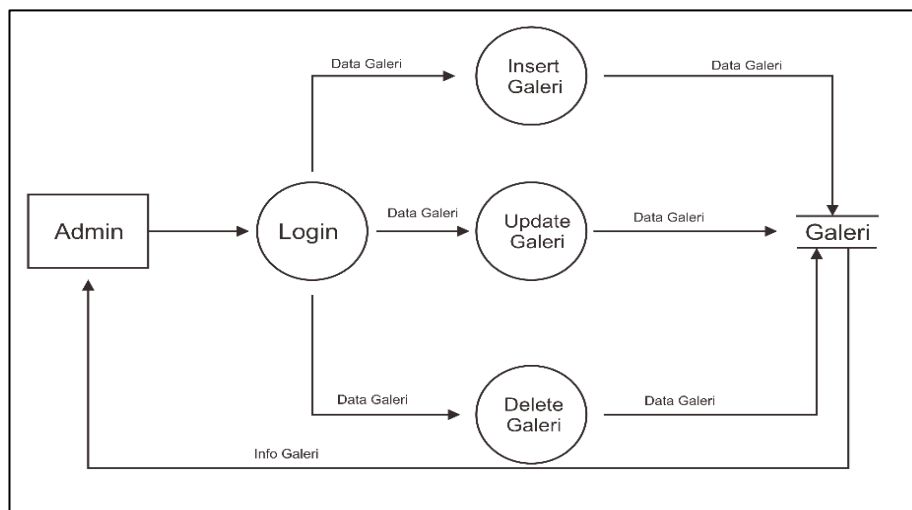 Data Galeri
Insert
Galeri
Data Galeri
Admin
Login
Data Galeri
Update
Galeri
Data Galeri
Galeri
Data Galeri
Delete
Galeri
Data Galeri
Info Galeri